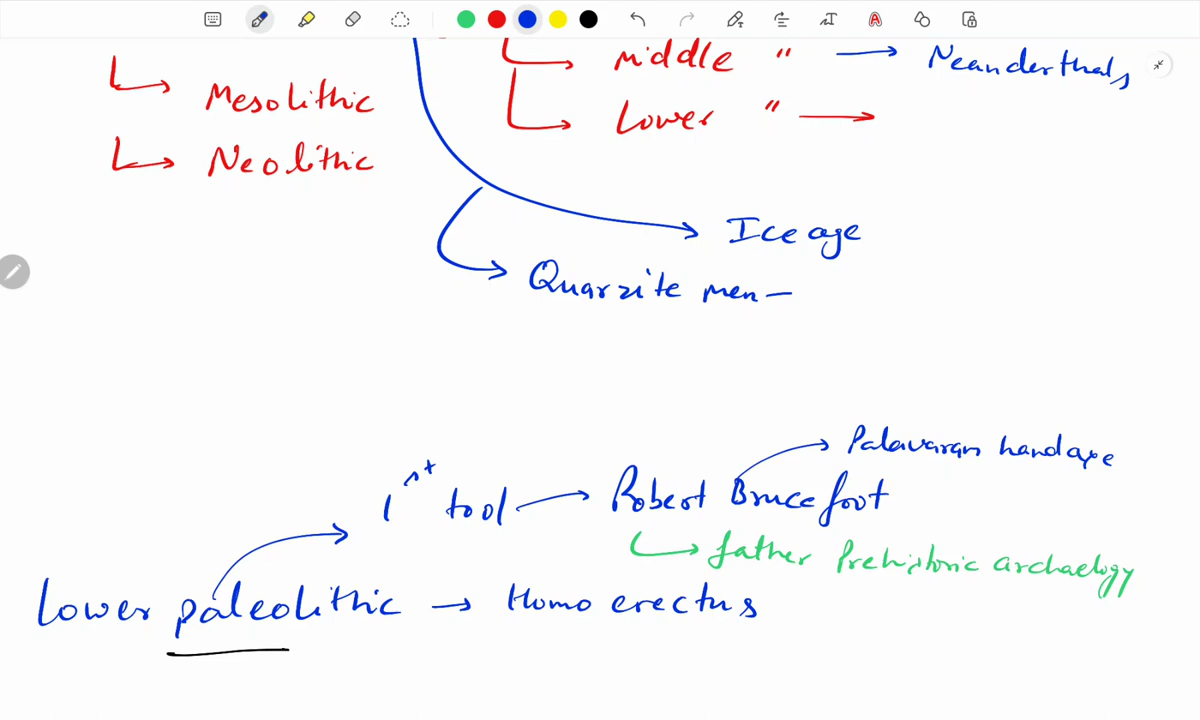 Middle " → Neanderthals
Mesolithic
Lower " →
Neolithic
Ice age
Quarzite men -
Palavaran handaxe
1st tool → Robert Bruce foot
father Prehistoric archaelogy
Lower paleolithic → Homo erectus